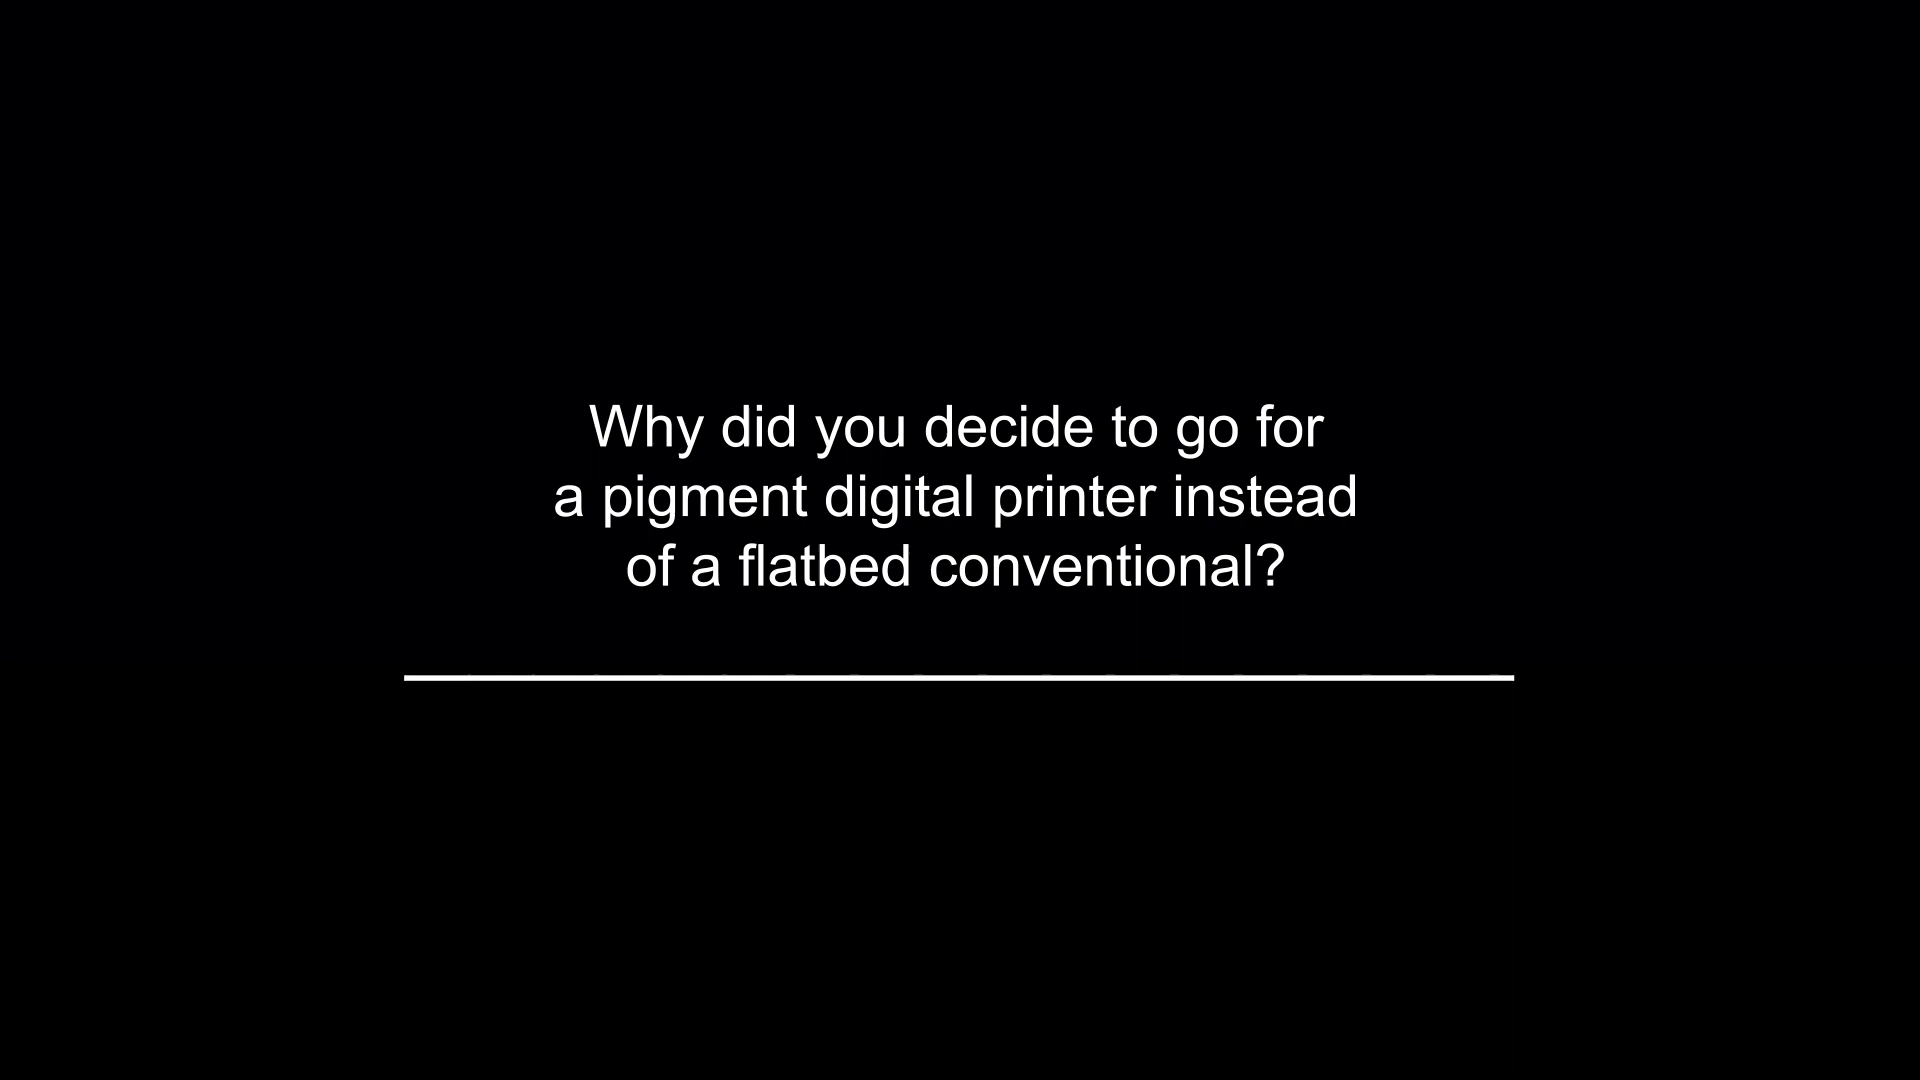 Why did you decide to go for
a pigment digital printer instead
of a flatbed conventional?